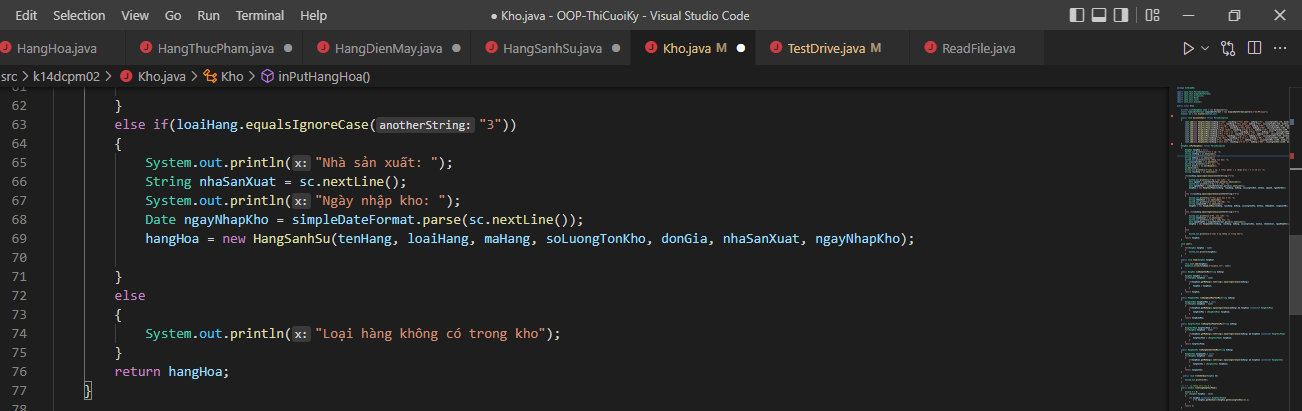 Edit Selection View Go Run Terminal Help ● Kho.java - OOP-ThiCuoiKy - Visual Studio Code
HangHoa.java HangThucPham.java HangDienMay.java HangSanhSu.java Kho.java M TestDrive.java M ReadFile.java
src > k14dcpm02 > Kho.java > Kho > inPutHangHoa()
61
62 }
63 else if(loaiHang.equalsIgnoreCase(anotherString: "3"))
64 {
65 System.out.println(x: "Nhà sản xuất: ");
66 String nhaSanXuat = sc.nextLine();
67 System.out.println(x: "Ngày nhập kho: ");
68 Date ngayNhapKho = simpleDateFormat.parse(sc.nextLine());
69 hangHoa = new HangSanhSu(tenHang, loaiHang, maHang, soLuongTonKho, donGia, nhaSanXuat, ngayNhapKho);
70
71 }
72 else
73 {
74 System.out.println(x: "Loại hàng không có trong kho");
75 }
76 return hangHoa;
77 }
78